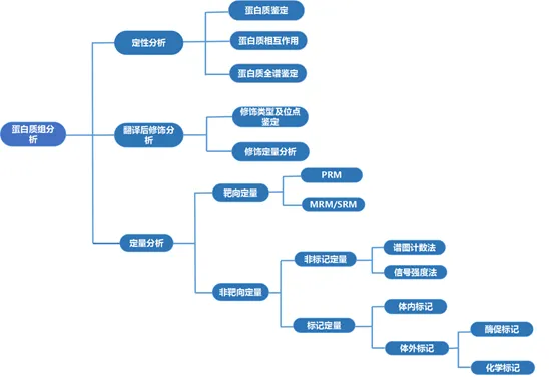 蛋白质组分
析
定性分析
蛋白质鉴定
蛋白质相互作用
蛋白质全谱鉴定
翻译后修饰分
析
修饰类型及位点
鉴定
修饰定量分析
定量分析
靶向定量
PRM
MRM/SRM
非靶向定量
非标记定量
谱图计数法
信号强度法
标记定量
体内标记
体外标记
酶促标记
化学标记